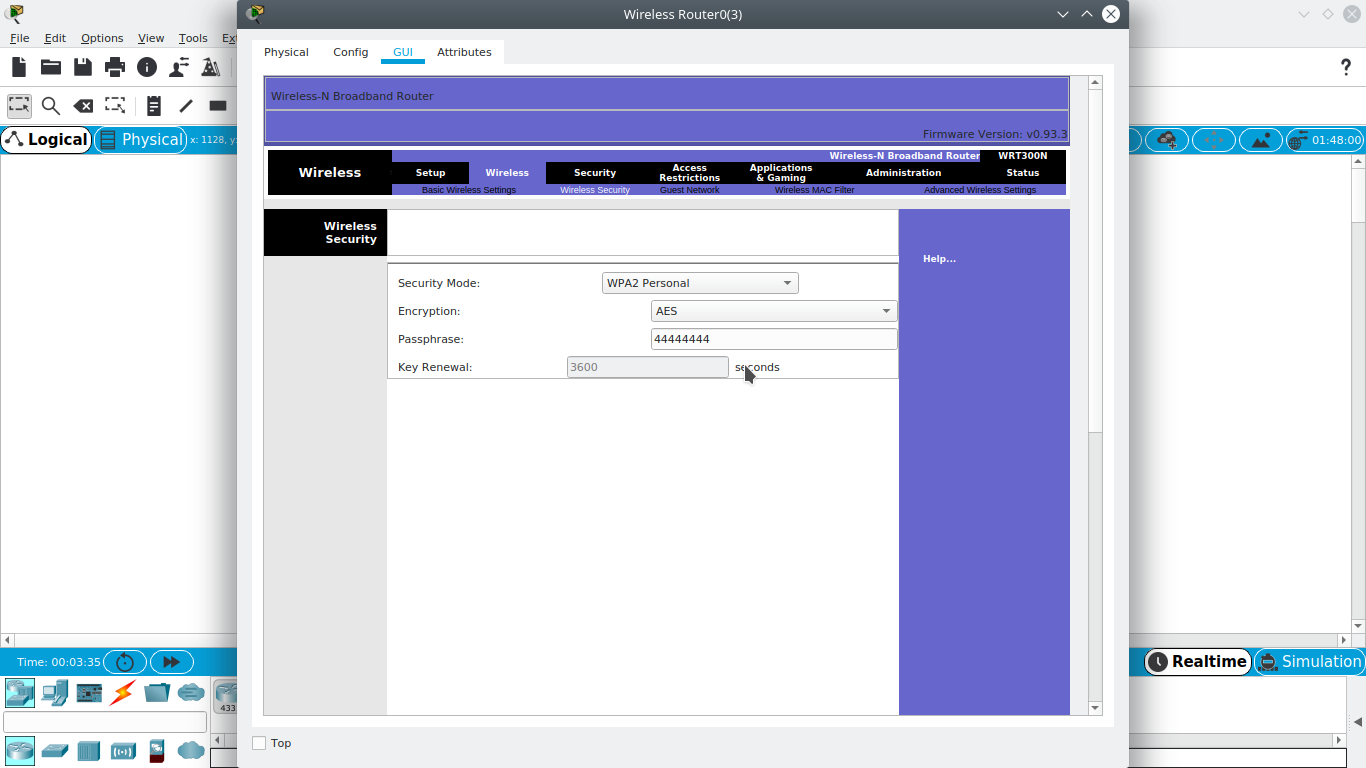 Wireless Router0(3)
File Edit Options View Tools
Physical Config GUI Attributes
?
Wireless-N Broadband Router
Firmware Version: v0.93.3
Logical Physical x: 1128, y:
01:48:00
Wireless-N Broadband Router WRT300N
Wireless Setup Wireless Security Access Restrictions Applications & Gaming Administration Status
Basic Wireless Settings Wireless Security Guest Network Wireless MAC Filter Advanced Wireless Settings
Wireless
Security
Help...
Security Mode: WPA2 Personal
Encryption: AES
Passphrase: 44444444
Key Renewal: 3600 seconds
Time: 00:03:35
Realtime Simulation
433
Top